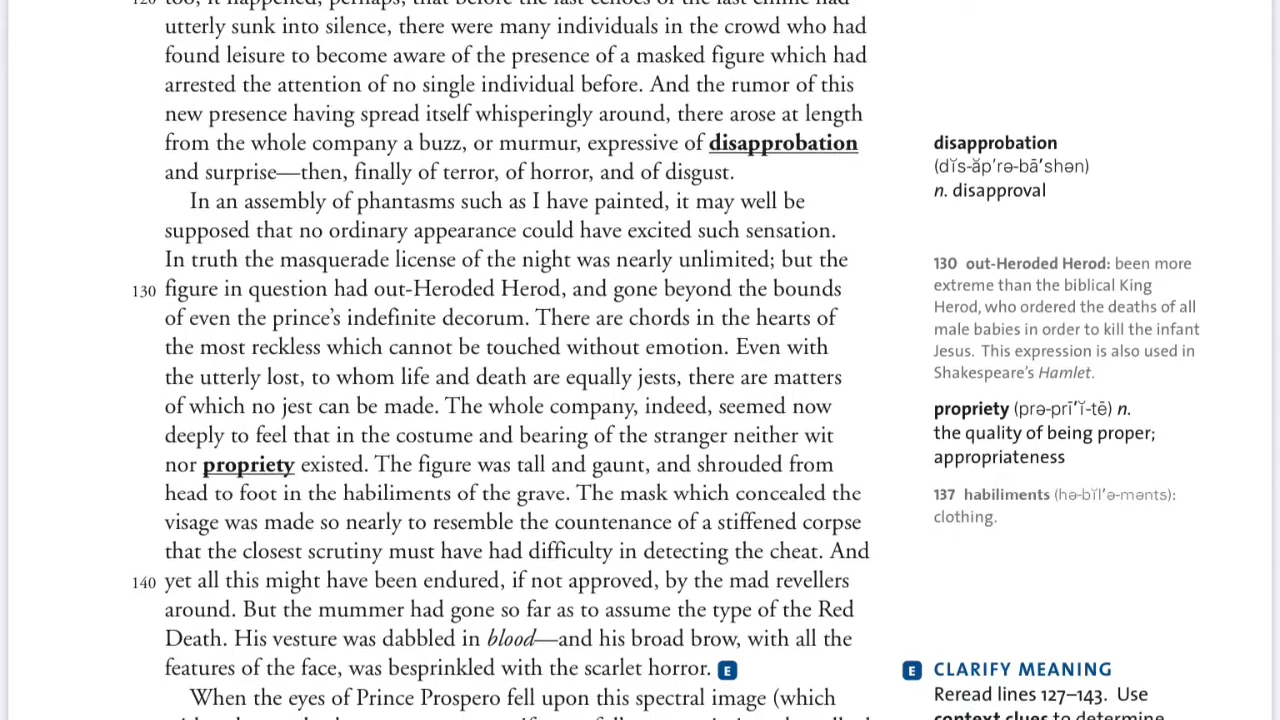 120 too, it happened, perhaps, that before the last echoes of the last chime had
utterly sunk into silence, there were many individuals in the crowd who had
found leisure to become aware of the presence of a masked figure which had
arrested the attention of no single individual before. And the rumor of this
new presence having spread itself whisperingly around, there arose at length
from the whole company a buzz, or murmur, expressive of disapprobation
and surprise—then, finally of terror, of horror, and of disgust.
In an assembly of phantasms such as I have painted, it may well be
supposed that no ordinary appearance could have excited such sensation.
In truth the masquerade license of the night was nearly unlimited; but the
130 figure in question had out-Heroded Herod, and gone beyond the bounds
of even the prince’s indefinite decorum. There are chords in the hearts of
the most reckless which cannot be touched without emotion. Even with
the utterly lost, to whom life and death are equally jests, there are matters
of which no jest can be made. The whole company, indeed, seemed now
deeply to feel that in the costume and bearing of the stranger neither wit
nor propriety existed. The figure was tall and gaunt, and shrouded from
head to foot in the habiliments of the grave. The mask which concealed the
visage was made so nearly to resemble the countenance of a stiffened corpse
that the closest scrutiny must have had difficulty in detecting the cheat. And
140 yet all this might have been endured, if not approved, by the mad revellers
around. But the mummer had gone so far as to assume the type of the Red
Death. His vesture was dabbled in blood—and his broad brow, with all the
features of the face, was besprinkled with the scarlet horror. E
When the eyes of Prince Prospero fell upon this spectral image (which
disapprobation
(dĭs-ăp′rə-bā′shən)
n. disapproval
130 out-Heroded Herod: been more
extreme than the biblical King
Herod, who ordered the deaths of all
male babies in order to kill the infant
Jesus. This expression is also used in
Shakespeare’s Hamlet.
propriety (prə-prī′ĭ-tē) n.
the quality of being proper;
appropriateness
137 habiliments (hə-bĭl′ə-mənts):
clothing.
E CLARIFY MEANING
Reread lines 127–143. Use
context clues to determine